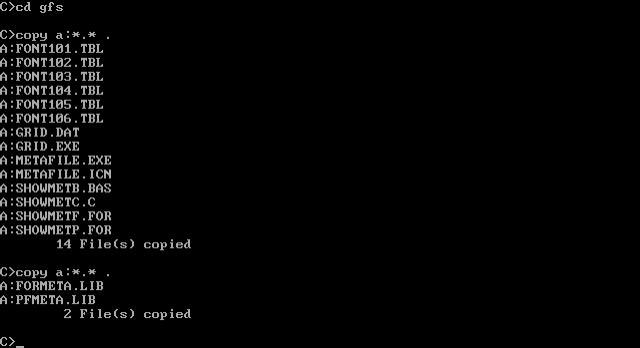 C>cd gfs
C>copy a:*.* .
A:FONT101.TBL
A:FONT102.TBL
A:FONT103.TBL
A:FONT104.TBL
A:FONT105.TBL
A:FONT106.TBL
A:GRID.DAT
A:GRID.EXE
A:METAFILE.EXE
A:METAFILE.ICN
A:SHOWMETB.BAS
A:SHOWMETC.C
A:SHOWMETF.FOR
A:SHOWMETP.FOR
14 File(s) copied
C>copy a:*.* .
A:FORMETA.LIB
A:PFMETA.LIB
2 File(s) copied
C>_